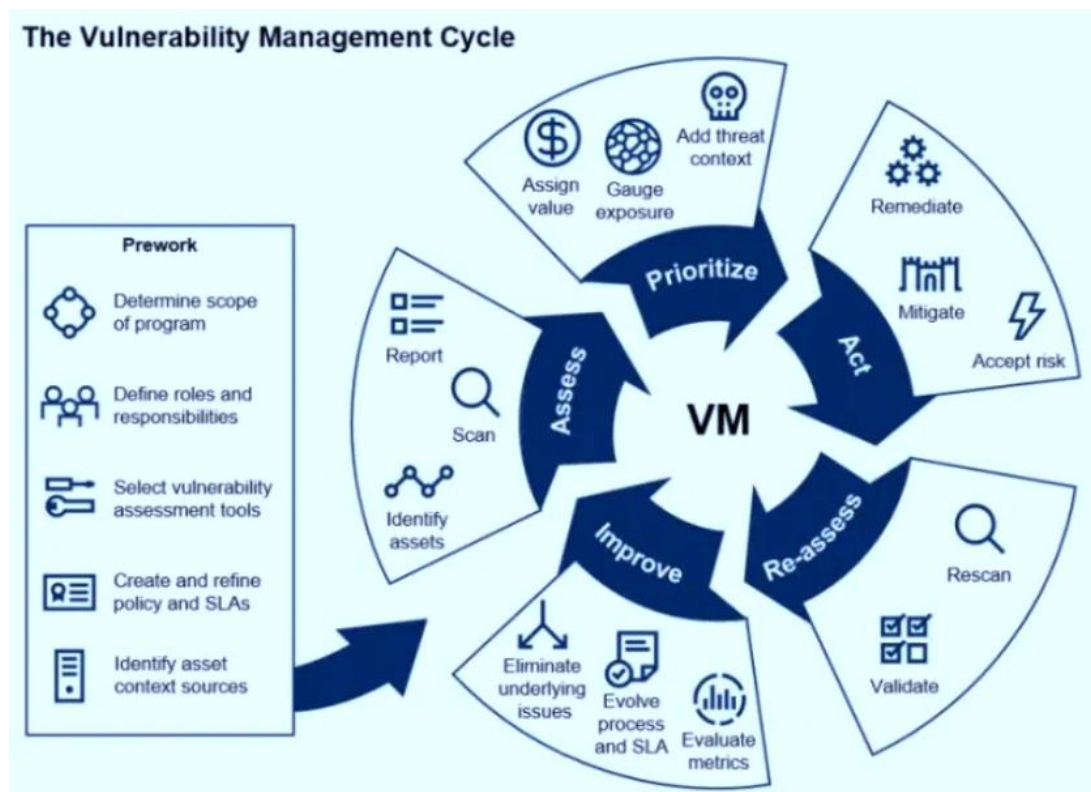 The Vulnerability Management Cycle
Prework
Determine scope
of program
Define roles and
responsibilities
Select vulnerability
assessment tools
Create and refine
policy and SLAs
Identify asset
context sources
Assess
Report
Scan
Identify
assets
Prioritize
Assign
value
Gauge
exposure
Add threat
context
Act
Remediate
Mitigate
Accept risk
Re-assess
Rescan
Validate
Improve
Eliminate
underlying
issues
Evolve
process
and SLA
Evaluate
metrics
VM